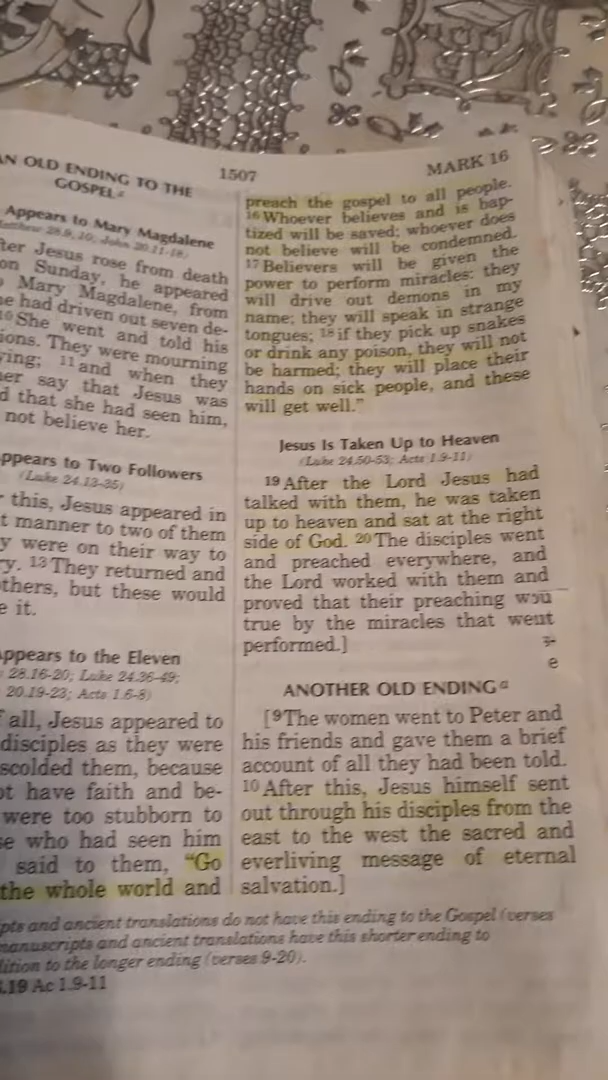 AN OLD ENDING TO THE
GOSPEL
Appears to Mary Magdalene
28.9, 10; John 20.11-18)
ter Jesus rose from death
on Sunday, he appeared
Mary Magdalene, from
he had driven out seven de-
10 She went and told his
ions. They were mourning
ying; 11 and when they
her say that Jesus was
d that she had seen him,
not believe her.
ppears to Two Followers
(Luke 24.13-35)
this, Jesus appeared in
t manner to two of them
y were on their way to
ry. 13 They returned and
thers, but these would
e it.
ppears to the Eleven
28.16-20; Luke 24.36-49;
20.19-23; Acts 1.6-8)
all, Jesus appeared to
disciples as they were
scolded them, because
ot have faith and be-
were too stubborn to
se who had seen him
said to them, “Go
the whole world and
1507
MARK 16
preach the gospel to all people.
16 Whoever believes and is bap-
tized will be saved; whoever does
not believe will be condemned.
17 Believers will be given the
power to perform miracles: they
will drive out demons in my
name; they will speak in strange
tongues; 18 if they pick up snakes
or drink any poison, they will not
be harmed; they will place their
hands on sick people, and these
will get well.”
Jesus Is Taken Up to Heaven
(Luke 24.50-53; Acts 1.9-11)
19 After the Lord Jesus had
talked with them, he was taken
up to heaven and sat at the right
side of God. 20 The disciples went
and preached everywhere, and
the Lord worked with them and
proved that their preaching
true by the miracles that
performed.]
ANOTHER OLD ENDING
[9 The women went to Peter and
his friends and gave them a brief
account of all they had been told.
10 After this, Jesus himself sent
out through his disciples from the
east to the west the sacred and
everliving message of eternal
salvation.]
pts and ancient translations do not have this ending to the Gospel (verses
manuscripts and ancient translations have this shorter ending to
dition to the longer ending (verses 9-20).
.19 Ac 1.9-11